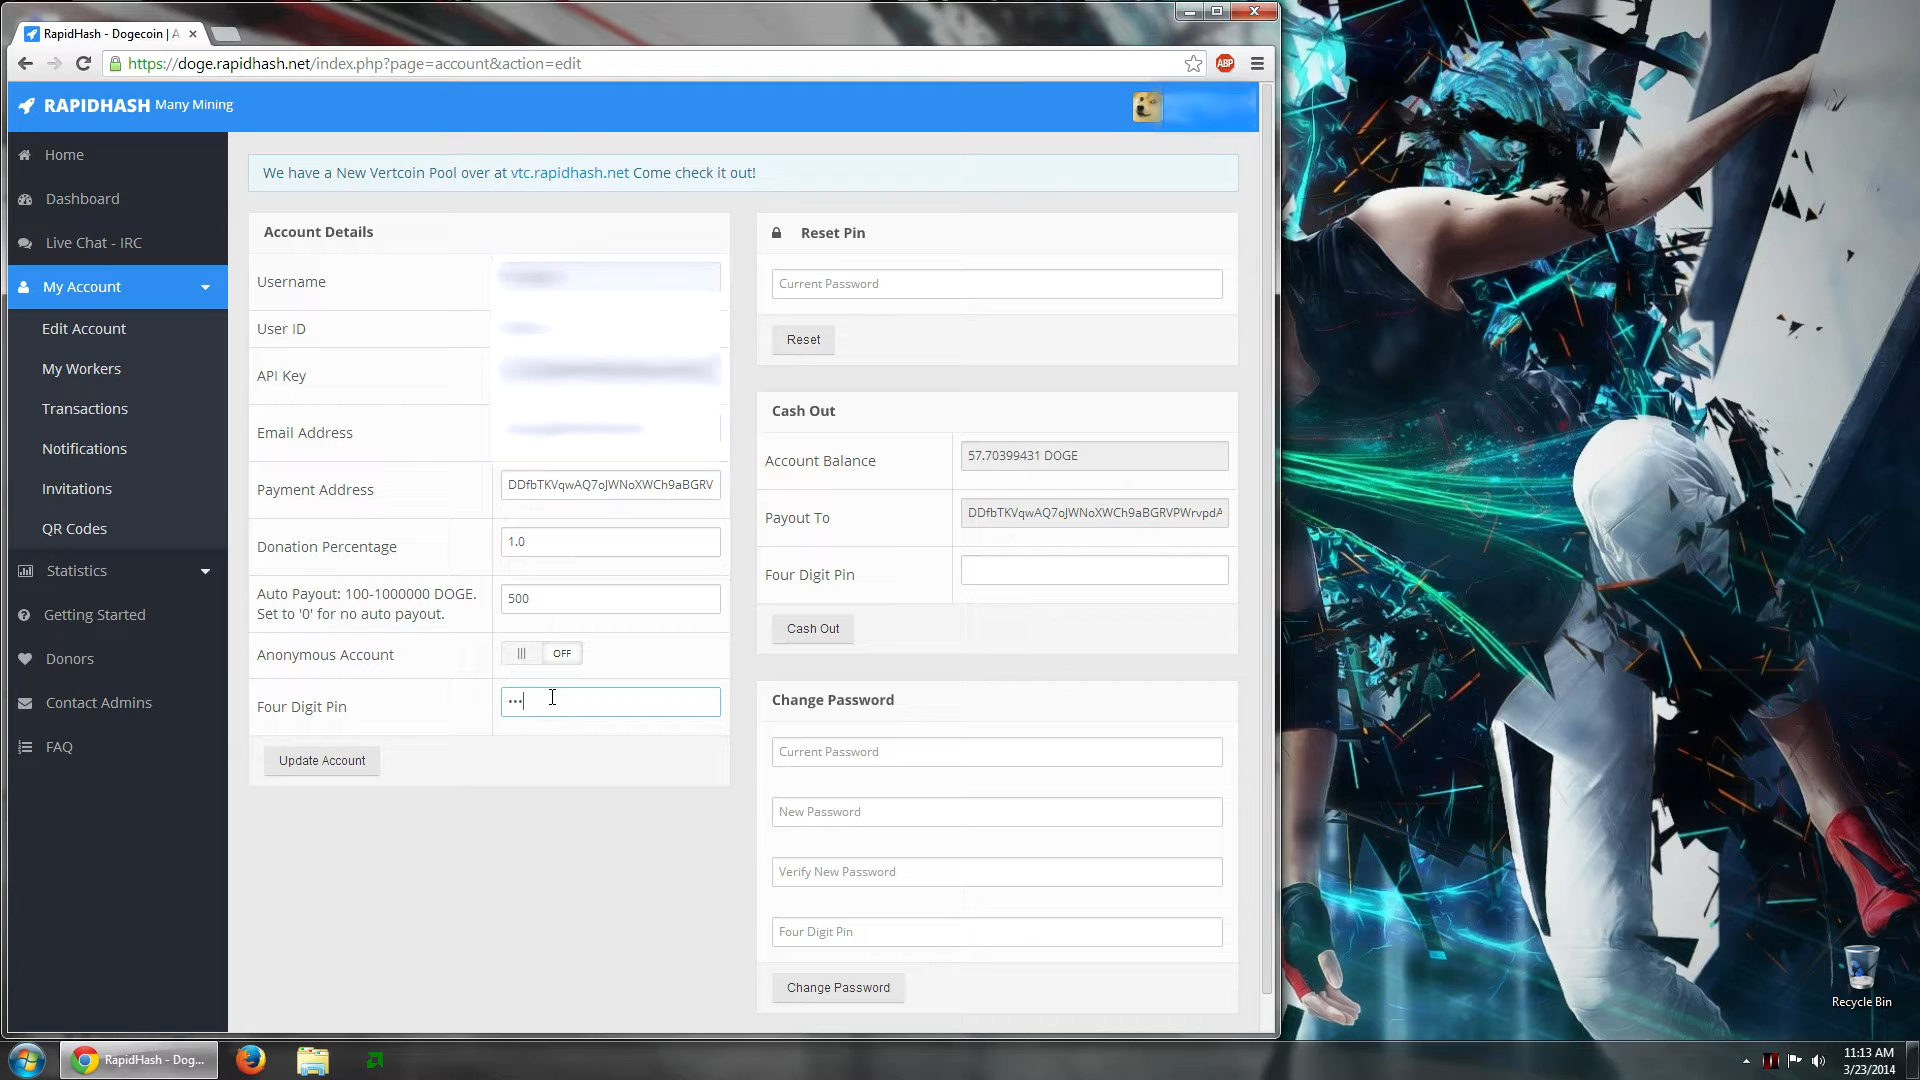 RapidHash - Dogecoin | A
https://doge.rapidhash.net/index.php?page=account&action=edit
ABP
RAPIDHASH Many Mining
Home
Dashboard
Live Chat - IRC
My Account
Edit Account
My Workers
Transactions
Notifications
Invitations
QR Codes
Statistics
Getting Started
Donors
Contact Admins
FAQ
We have a New Vertcoin Pool over at vtc.rapidhash.net Come check it out!
Account Details
Username
User ID
API Key
Email Address
Payment Address DDfbTKVqwAQ7oJWNoXWCh9aBGRV
Donation Percentage 1.0
Auto Payout: 100-1000000 DOGE. 500
Set to '0' for no auto payout.
Anonymous Account OFF
Four Digit Pin •••
Update Account
Reset Pin
Current Password
Reset
Cash Out
Account Balance 57.70399431 DOGE
Payout To DDfbTKVqwAQ7oJWNoXWCh9aBGRVPWrvpdA
Four Digit Pin
Cash Out
Change Password
Current Password
New Password
Verify New Password
Four Digit Pin
Change Password
Recycle Bin
RapidHash - Dog...
11:13 AM
3/23/2014